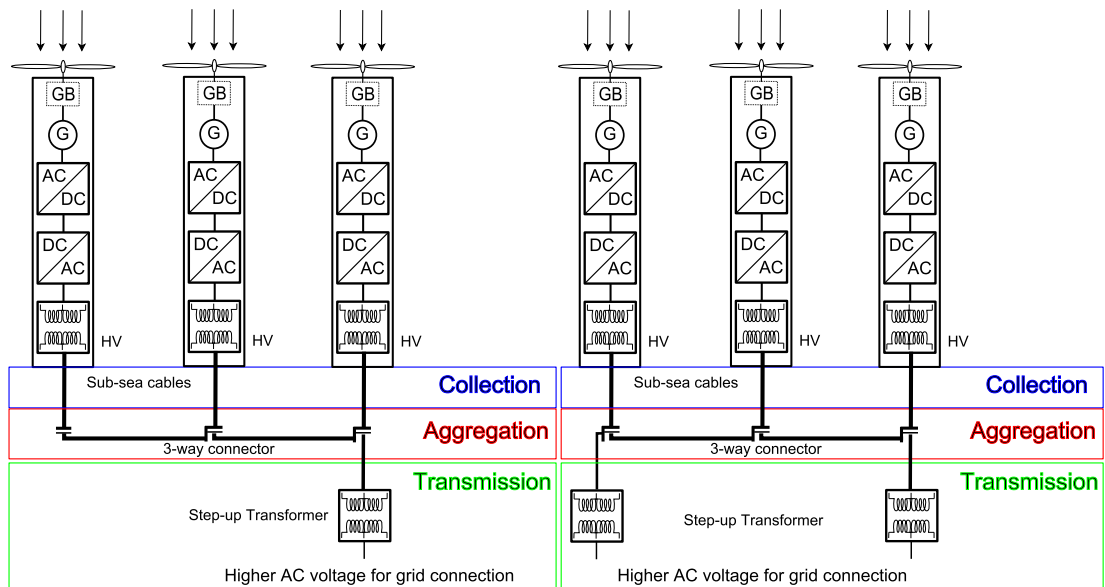 GB GB GB GB GB GB
G G G G G G
AC AC AC AC AC AC
DC DC DC DC DC DC
DC DC DC DC DC DC
AC AC AC AC AC AC
HV HV HV HV HV HV
Sub-sea cables Collection Sub-sea cables Collection
Aggregation Aggregation
3-way connector 3-way connector
Transmission Transmission
Step-up Transformer Step-up Transformer
Higher AC voltage for grid connection Higher AC voltage for grid connection